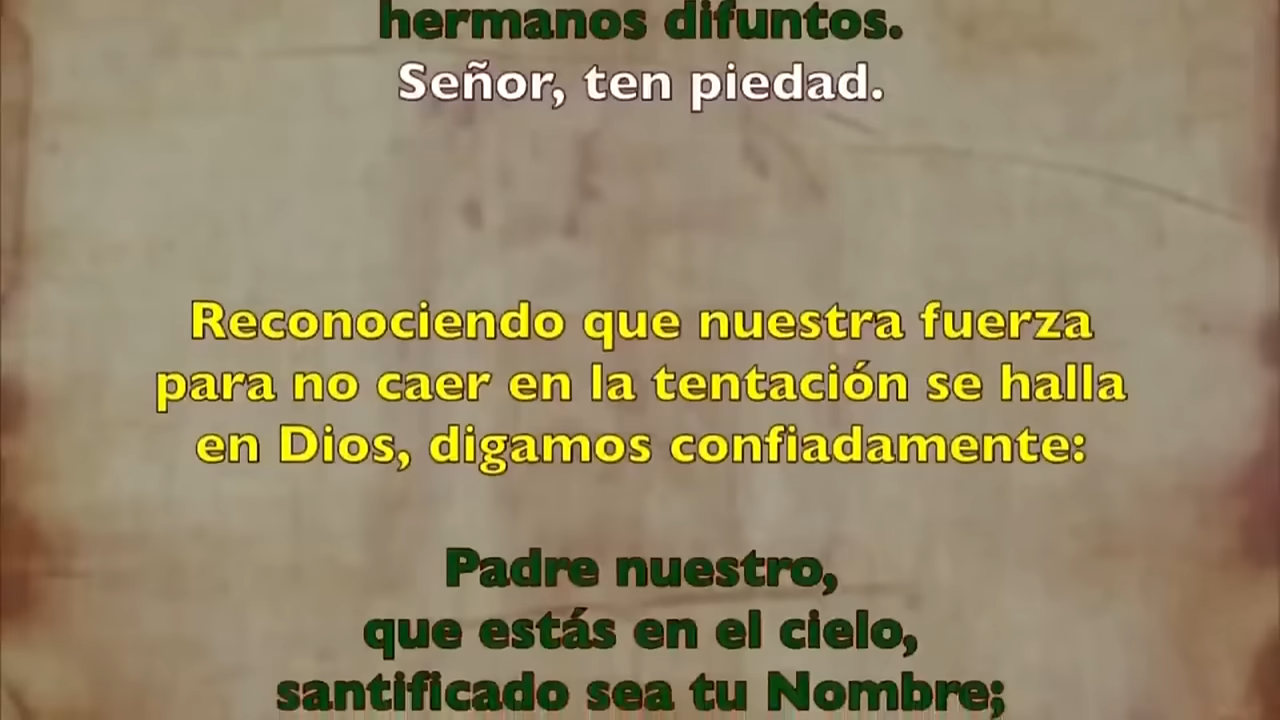 hermanos difuntos.
Señor, ten piedad.
Reconociendo que nuestra fuerza
para no caer en la tentación se halla
en Dios, digamos confiadamente:
Padre nuestro,
que estás en el cielo,
santificado sea tu Nombre;